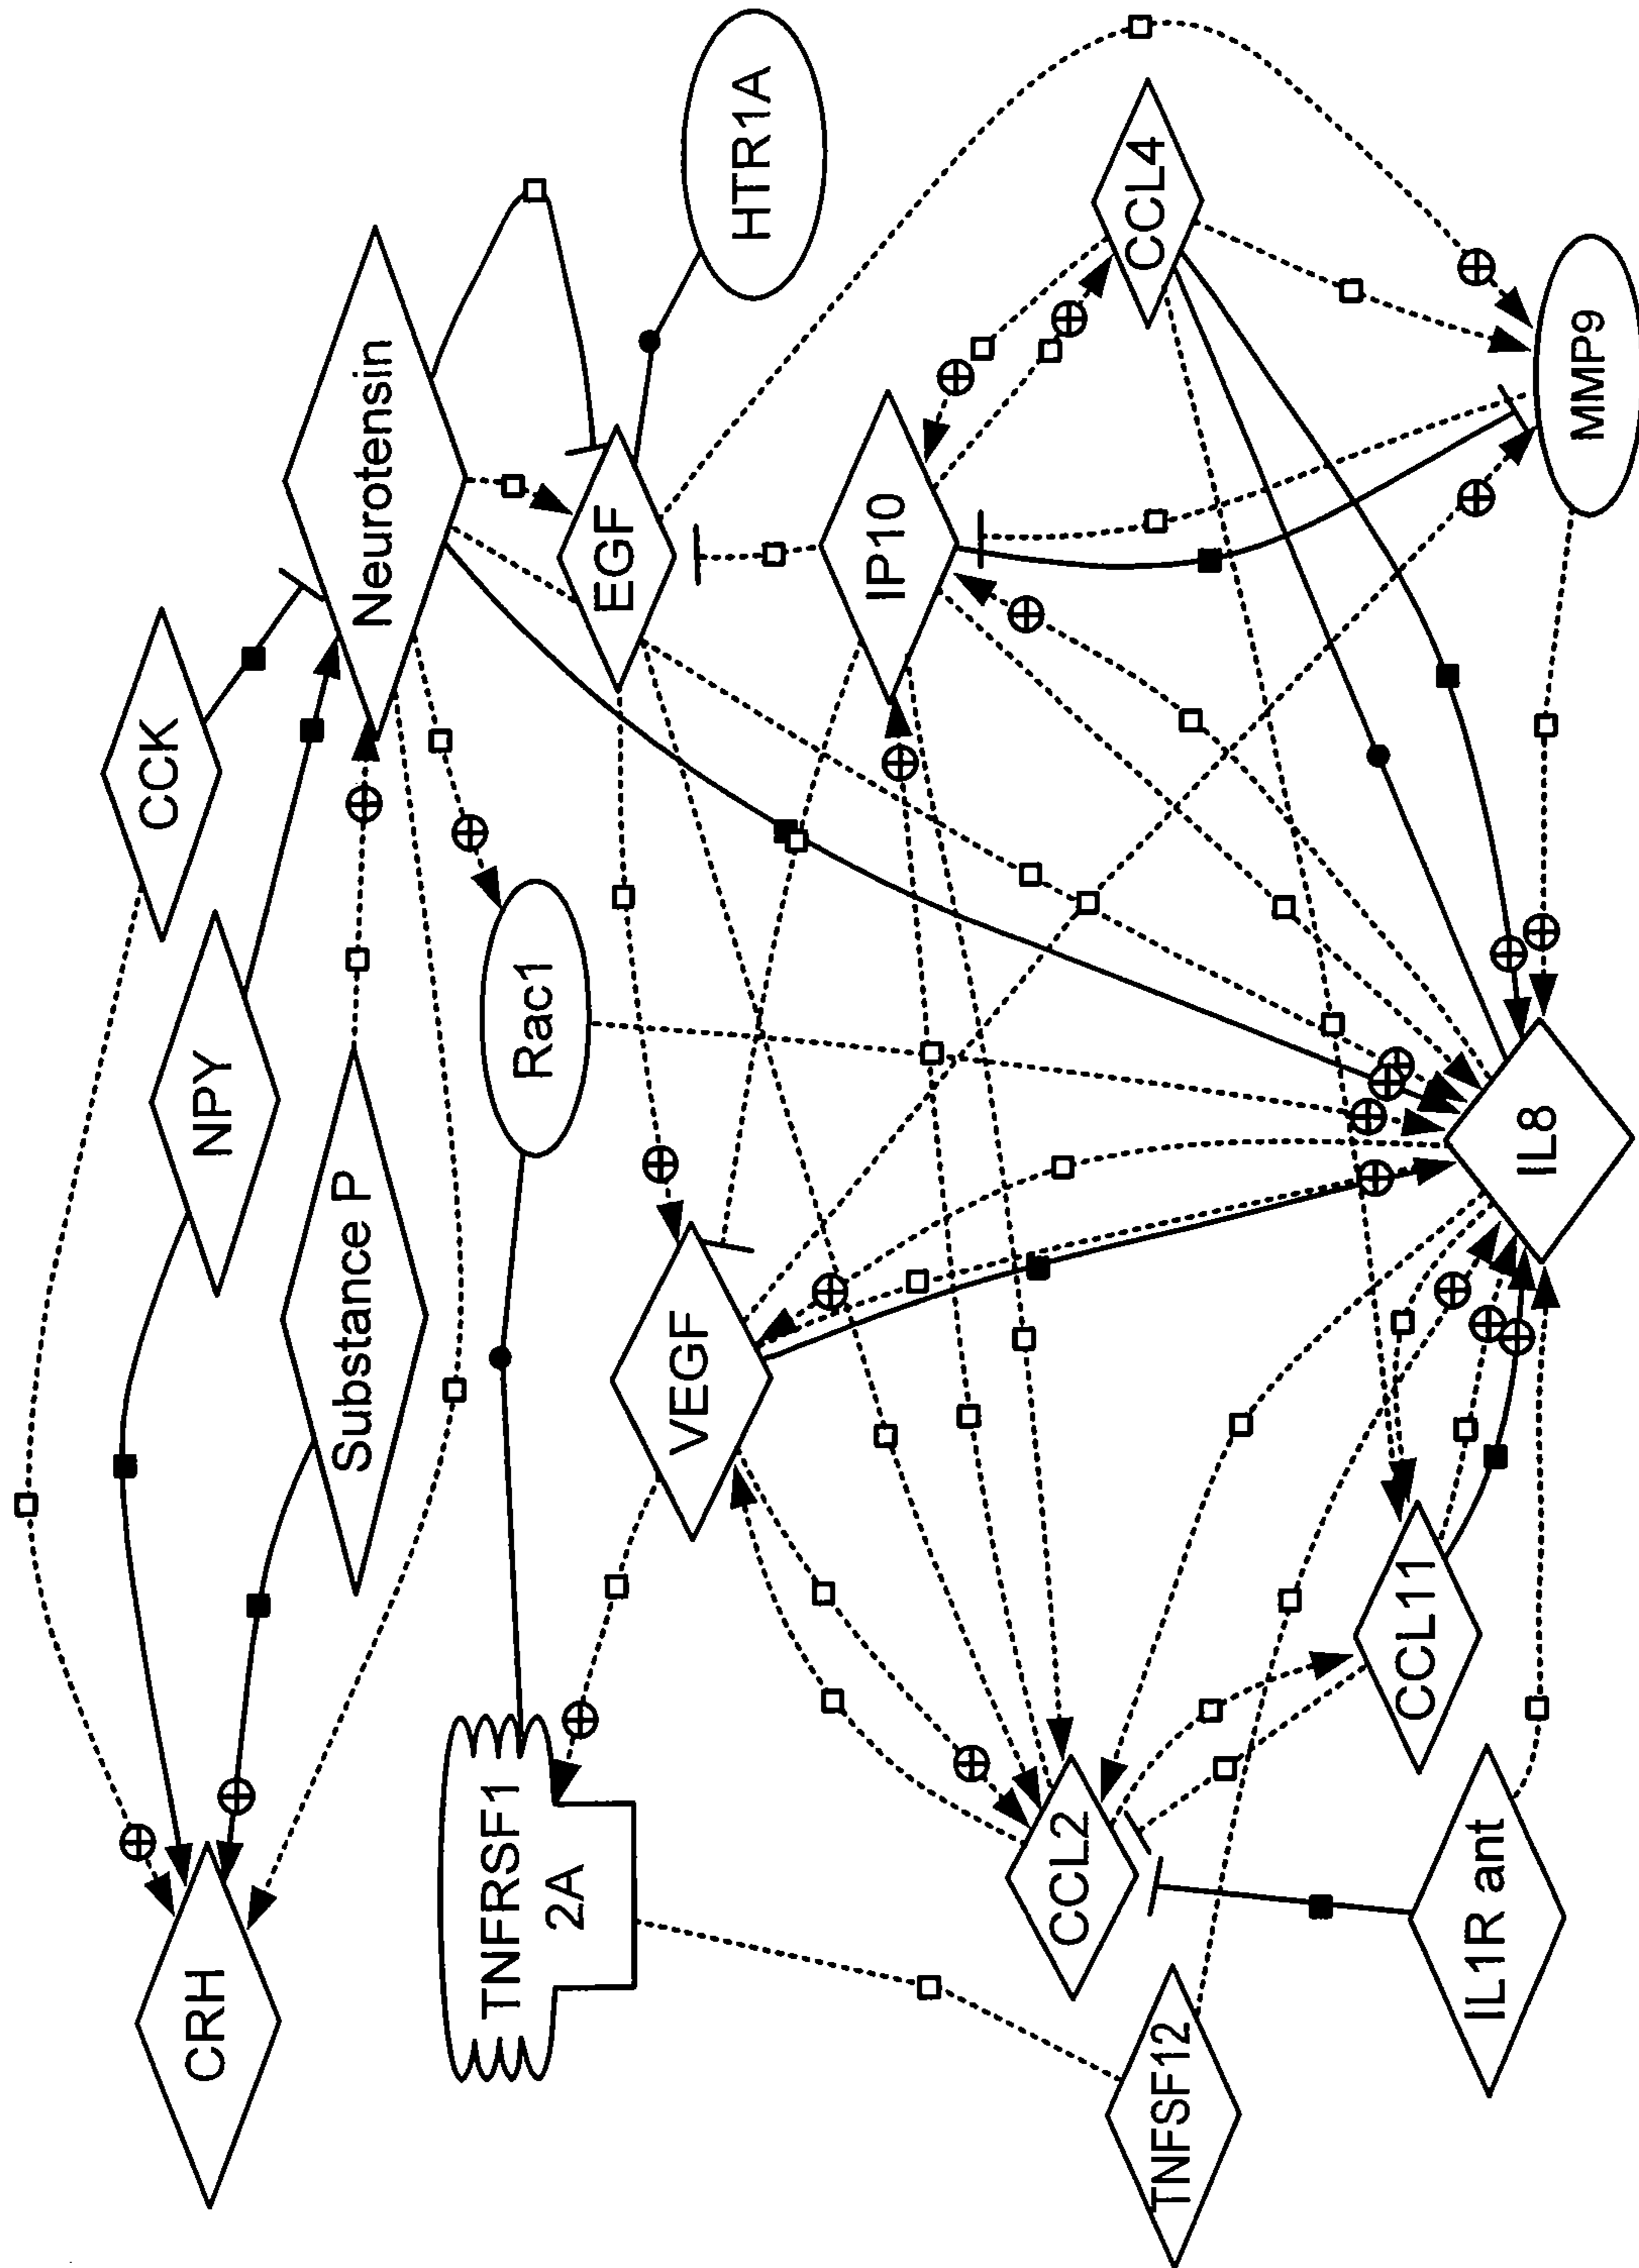 CRH
CCK
NPY
Substance P
Neurotensin
TNFRSF1
2A
Rac1
EGF
HTR1A
VEGF
IP10
CCL2
CCL4
TNFSF12
CCL11
IL1R ant
IL8
MMP9